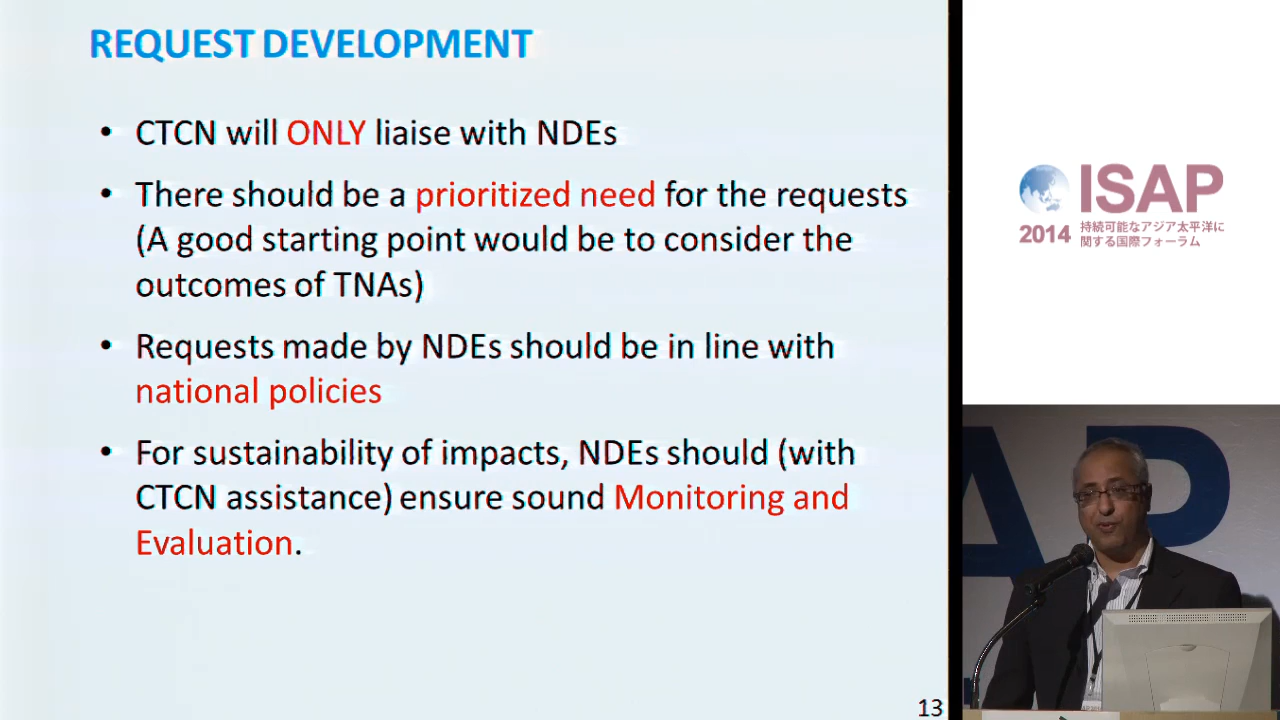 REQUEST DEVELOPMENT
• CTCN will ONLY liaise with NDEs
• There should be a prioritized need for the requests
(A good starting point would be to consider the
outcomes of TNAs)
• Requests made by NDEs should be in line with
national policies
• For sustainability of impacts, NDEs should (with
CTCN assistance) ensure sound Monitoring and
Evaluation.
13
ISAP
2014 持続可能なアジア太平洋に
関する国際フォーラム
AP